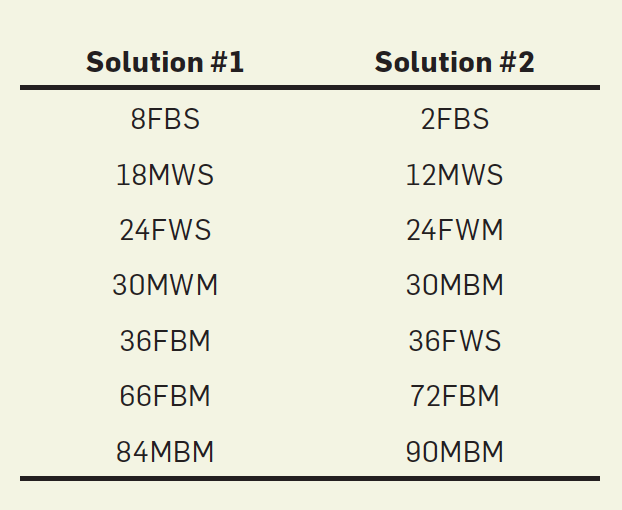 Solution #1 Solution #2
8FBS 2FBS
18MWS 12MWS
24FWS 24FWM
30MWM 30MBM
36FBM 36FWS
66FBM 72FBM
84MBM 90MBM